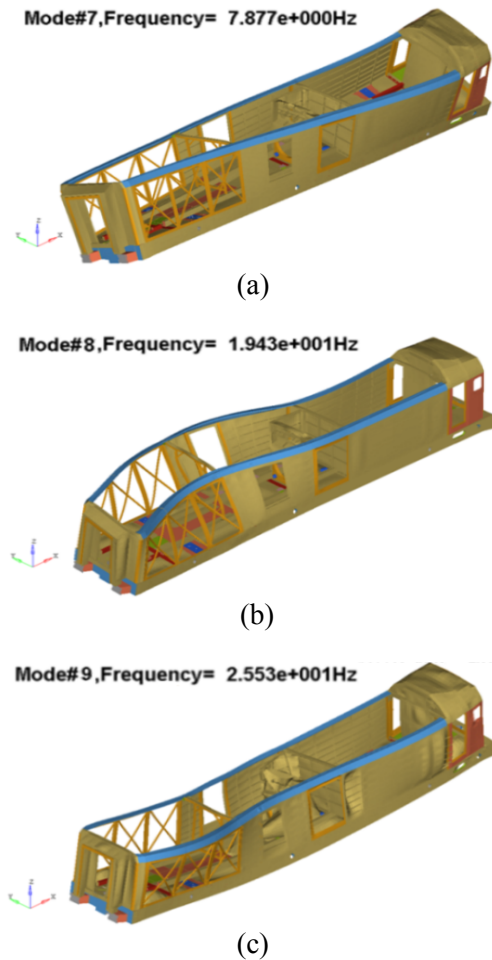 Mode#7,Frequency= 7.877e+000Hz
Z
Y X
(a)
Mode#8,Frequency= 1.943e+001Hz
Z
Y X
(b)
Mode#9,Frequency= 2.553e+001Hz
Z
Y X
(c)